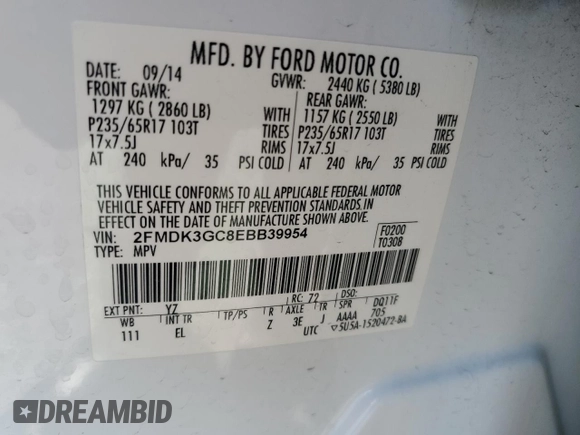 MFD. BY FORD MOTOR CO.
DATE: 09/14 GVWR: 2440 KG ( 5380 LB)
FRONT GAWR: REAR GAWR:
1297 KG ( 2860 LB) WITH 1157 KG ( 2550 LB) WITH
P235/65R17 103T TIRES P235/65R17 103T TIRES
17x7.5J RIMS 17x7.5J RIMS
AT 240 kPa/ 35 PSI COLD AT 240 kPa/ 35 PSI COLD
THIS VEHICLE CONFORMS TO ALL APPLICABLE FEDERAL MOTOR
VEHICLE SAFETY AND THEFT PREVENTION STANDARDS IN
EFFECT ON THE DATE OF MANUFACTURE SHOWN ABOVE.
VIN: 2FMDK3GC8EBB39954 F0200
TYPE: MPV T0308
EXT PNT: YZ RC: 72 DSO:
WB INT TR TP/PS R AXLE TR SPR DQ1TF
111 EL Z 3E J AAAA 705
UTC ▽5U5A-1520472-BA
DREAMBID